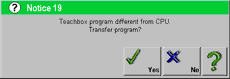 Notice 19
Teachbox program different from CPU.
Transfer program?
Yes
No